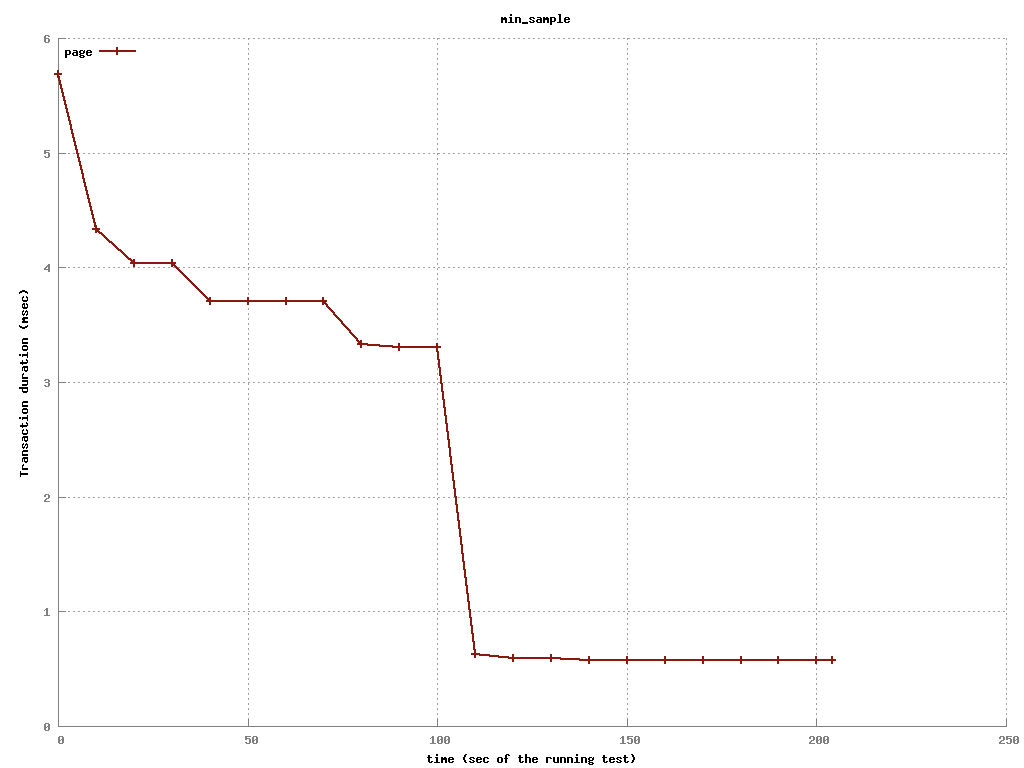 min_sample
page
6
5
4
3
2
1
0
Transaction duration (msec)
0 50 100 150 200 250
time (sec of the running test)